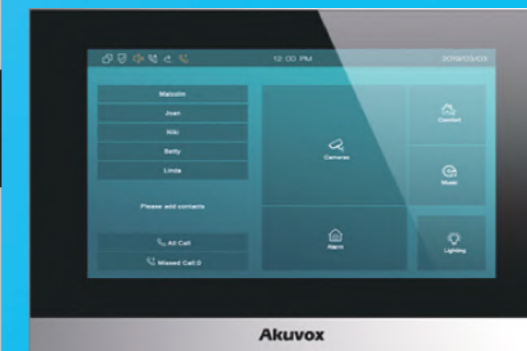 12:00 PM
2019/03/03
Malcolm
Joan
Niki
Betty
Linda
Please add contacts
All Call
Missed Call:0
Cameras
Alarm
Comfort
Music
Lighting
Akuvox